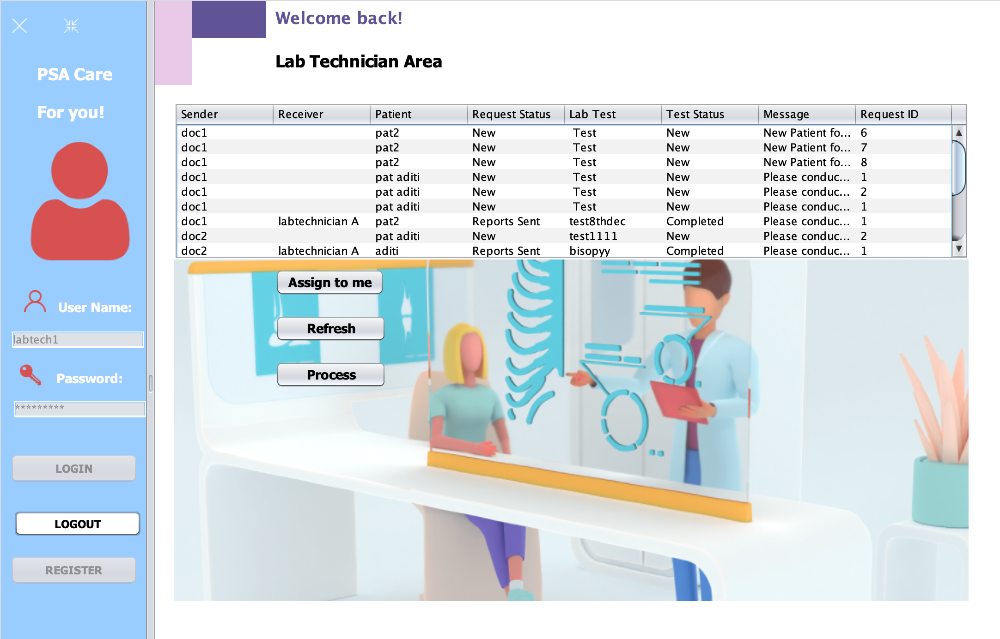 PSA Care
For you!
User Name:
labtech1
Password:
*********
LOGIN
LOGOUT
REGISTER
Welcome back!
Lab Technician Area
Sender Receiver Patient Request Status Lab Test Test Status Message Request ID
doc1 pat2 New Test New New Patient fo... 6
doc1 pat2 New Test New New Patient fo... 7
doc1 pat2 New Test New New Patient fo... 8
doc1 pat aditi New Test New Please conduc... 1
doc1 pat aditi New Test New Please conduc... 2
doc1 pat aditi New Test New Please conduc... 1
doc1 labtechnician A pat2 Reports Sent test8thdec Completed Please conduc... 1
doc2 pat aditi New test1111 New Please conduc... 2
doc2 labtechnician A aditi Reports Sent bisopyy Completed Please conduc... 1
Assign to me
Refresh
Process